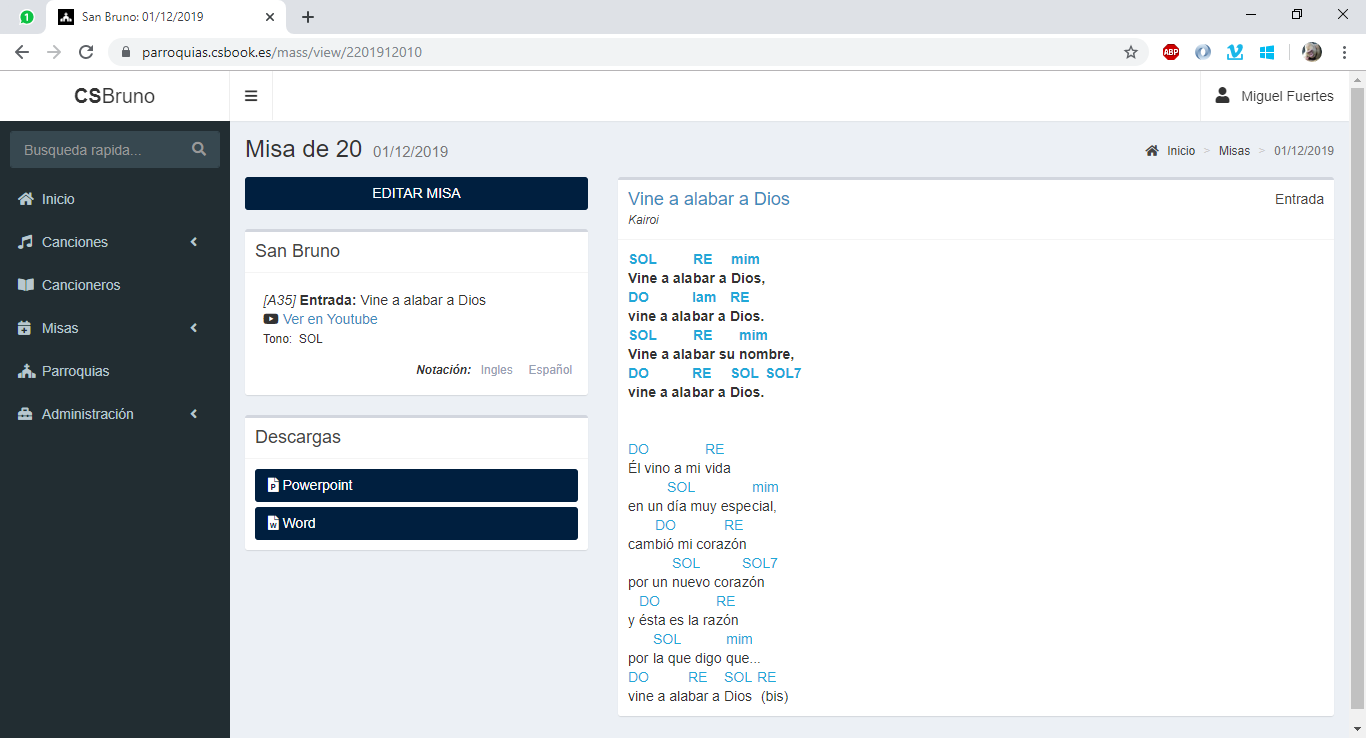 1 San Bruno: 01/12/2019
parroquias.csbook.es/mass/view/2201912010
ABP
CSBruno
Miguel Fuertes
Busqueda rapida...
Inicio
Canciones
Cancioneros
Misas
Parroquias
Administración
Misa de 20 01/12/2019
Inicio > Misas > 01/12/2019
EDITAR MISA
San Bruno
[A35] Entrada: Vine a alabar a Dios
Ver en Youtube
Tono: SOL
Notación: Ingles Español
Descargas
Powerpoint
Word
Vine a alabar a Dios Entrada
Kairoi
SOL RE mim
Vine a alabar a Dios,
DO lam RE
vine a alabar a Dios.
SOL RE mim
Vine a alabar su nombre,
DO RE SOL SOL7
vine a alabar a Dios.
DO RE
Él vino a mi vida
SOL mim
en un día muy especial,
DO RE
cambió mi corazón
SOL SOL7
por un nuevo corazón
DO RE
y ésta es la razón
SOL mim
por la que digo que...
DO RE SOL RE
vine a alabar a Dios (bis)